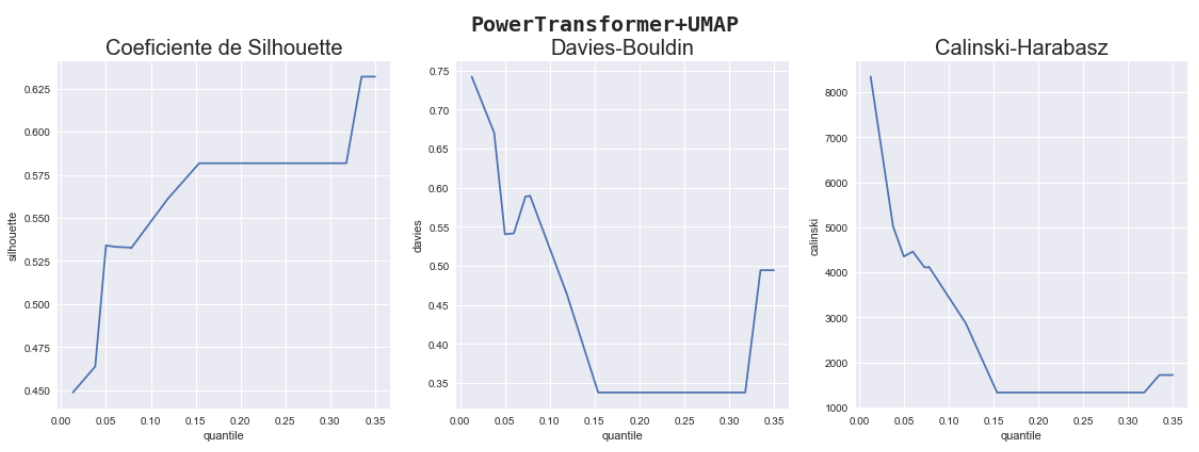 PowerTransformer+UMAP
Coeficiente de Silhouette
0.625
0.600
0.575
0.550
0.525
0.500
0.475
0.450
silhouette
0.00 0.05 0.10 0.15 0.20 0.25 0.30 0.35
quantile
Davies-Bouldin
0.75
0.70
0.65
0.60
0.55
0.50
0.45
0.40
0.35
davies
0.00 0.05 0.10 0.15 0.20 0.25 0.30 0.35
quantile
Calinski-Harabasz
8000
7000
6000
5000
4000
3000
2000
1000
calinski
0.00 0.05 0.10 0.15 0.20 0.25 0.30 0.35
quantile